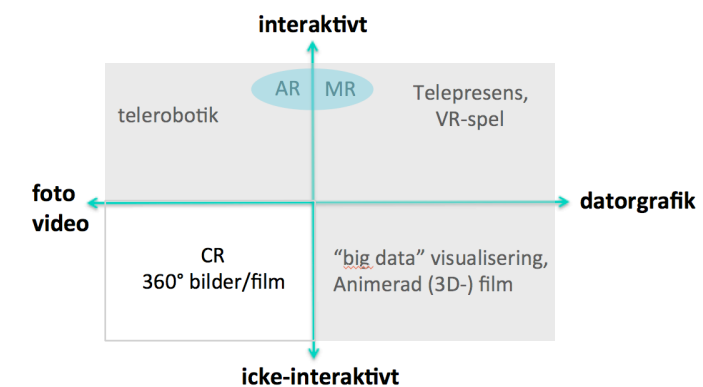 interaktivt
AR MR
telerobotik
Telepresens,
VR-spel
foto
video
datorgrafik
CR
360° bilder/film
“big data” visualisering,
Animerad (3D-) film
icke-interaktivt